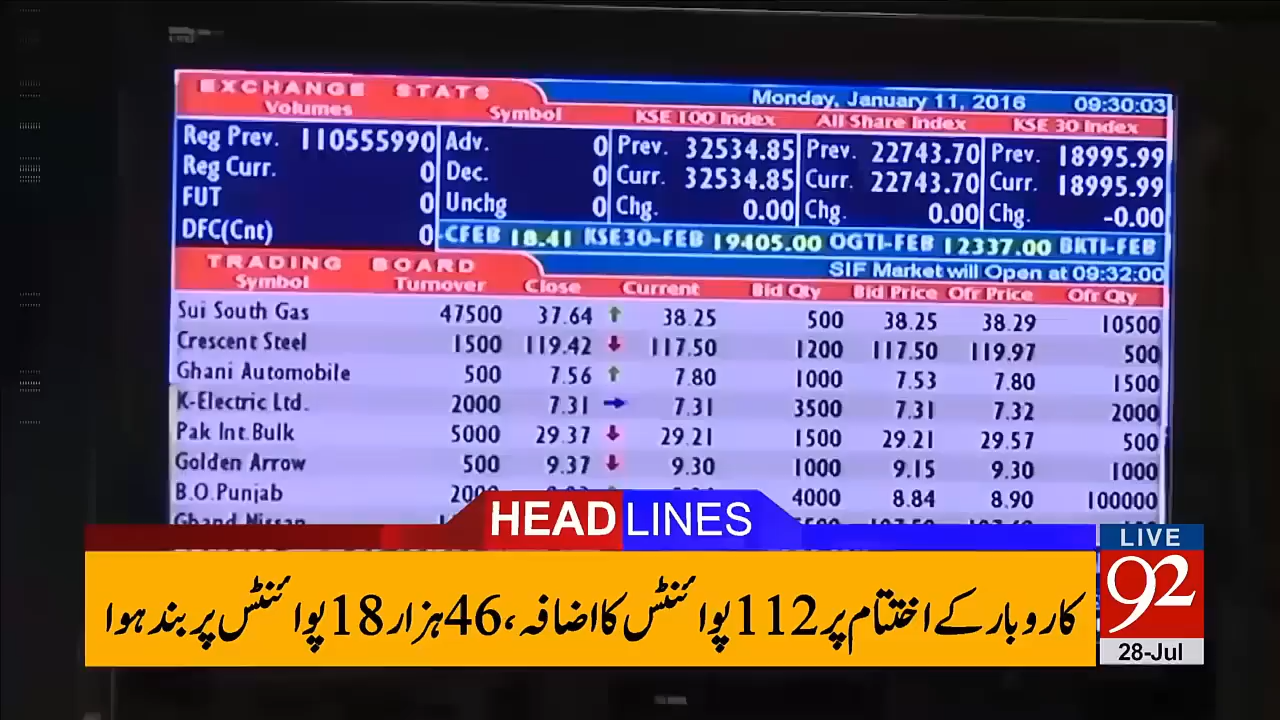 EXCHANGE STATS Monday, January 11, 2016 09:30:03
Volumes Symbol KSE 100 Index All Share Index KSE 30 Index
Reg Prev. 110555990 Adv. 0 Prev. 32534.85 Prev. 22743.70 Prev. 18995.99
Reg Curr. 0 Dec. 0 Curr. 32534.85 Curr. 22743.70 Curr. 18995.99
FUT 0 Unchg 0 Chg. 0.00 Chg. 0.00 Chg. -0.00
DFC(Cnt) 0 -CFEB 18.41 KSE30-FEB 19405.00 OGTI-FEB 12337.00 BKTI-FEB
TRADING BOARD SIF Market will Open at 09:32:00
Symbol Turnover Close Current Bid Qty Bid Price Ofr Price Ofr Qty
Sui South Gas 47500 37.64 ↑ 38.25 500 38.25 38.29 10500
Crescent Steel 1500 119.42 ↓ 117.50 1200 117.50 119.97 500
Ghani Automobile 500 7.56 ↑ 7.80 1000 7.53 7.80 1500
K-Electric Ltd. 2000 7.31 → 7.31 3500 7.31 7.32 2000
Pak Int.Bulk 5000 29.37 ↓ 29.21 1500 29.21 29.57 500
Golden Arrow 500 9.37 ↓ 9.30 1000 9.15 9.30 1000
B.O.Punjab 4000 8.84 8.90 100000
HEADLINES
LIVE
92
28-Jul
کاروبار کے اختتام پر 112 پوائنٹس کا اضافہ، 46 ہزار 18 پوائنٹس پر بند ہوا